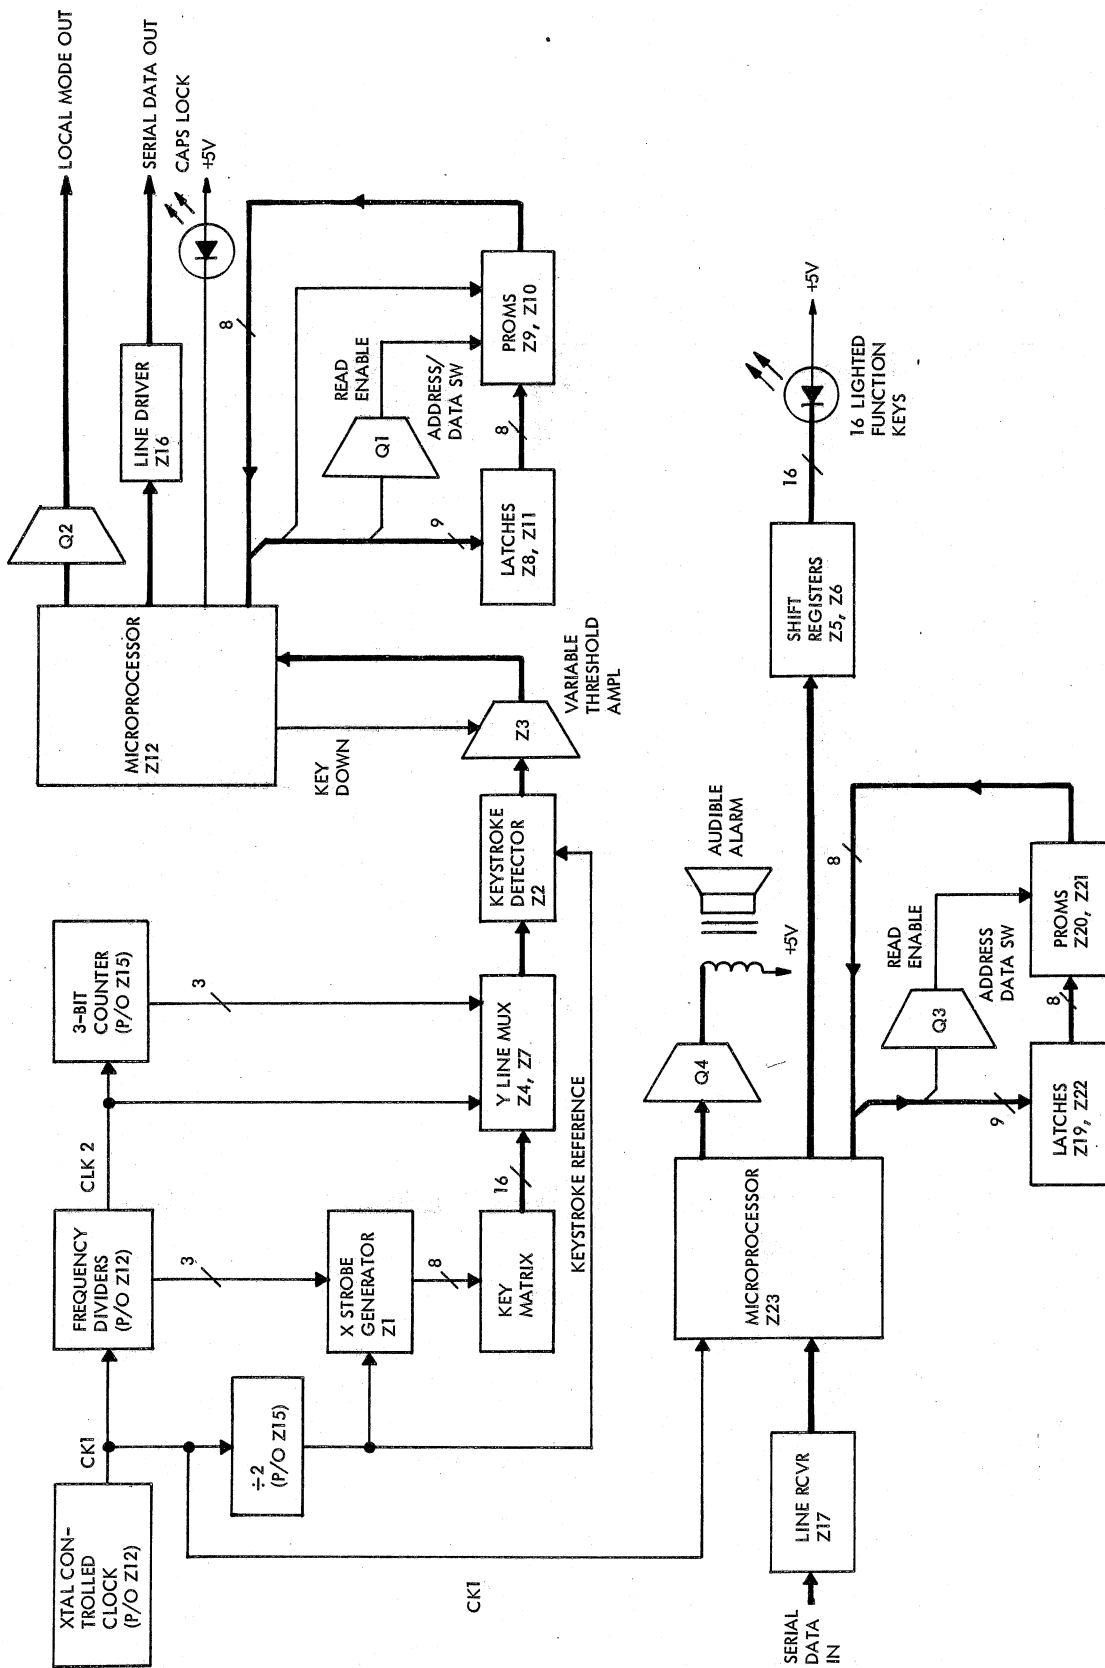 XTAL CON-
TROLLED
CLOCK
(P/O Z12)
CK1
FREQUENCY
DIVIDERS
(P/O Z12)
CLK 2
3-BIT
COUNTER
(P/O Z15)
3
3
÷2
(P/O Z15)
X STROBE
GENERATOR
Z1
8
KEY
MATRIX
16
Y LINE MUX
Z4, Z7
KEYSTROKE
DETECTOR
Z2
KEYSTROKE REFERENCE
KEY
DOWN
Z3
VARIABLE
THRESHOLD
AMPL
MICROPROCESSOR
Z12
Q2
LOCAL MODE OUT
LINE DRIVER
Z16
SERIAL DATA OUT
CAPS LOCK
+5V
8
READ
ENABLE
Q1
ADDRESS/
DATA SW
9
LATCHES
Z8, Z11
8
PROMS
Z9, Z10
CK1
SERIAL
DATA
IN
LINE RCVR
Z17
MICROPROCESSOR
Z23
Q4
+5V
AUDIBLE
ALARM
SHIFT
REGISTERS
Z5, Z6
16
+5V
16 LIGHTED
FUNCTION
KEYS
8
READ
ENABLE
Q3
ADDRESS
DATA SW
9
LATCHES
Z19, Z22
8
PROMS
Z20, Z21